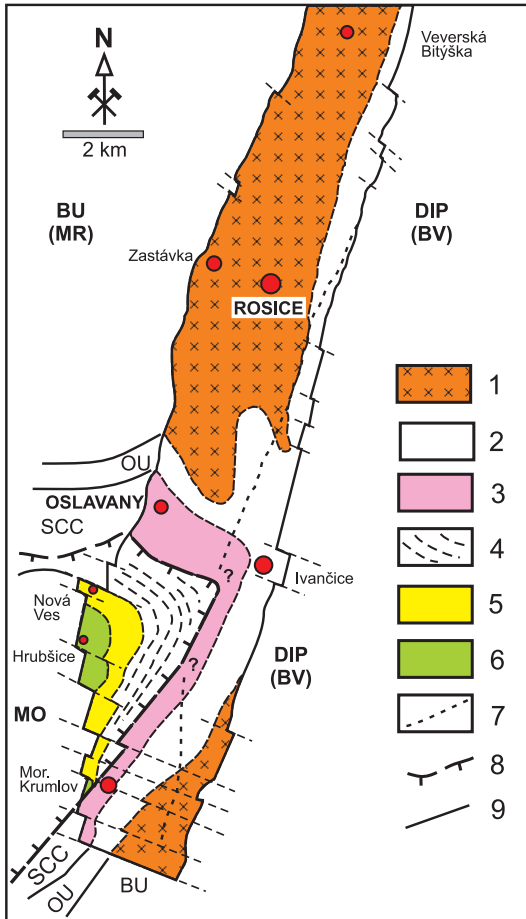 Veverská
Bitýška
N
2 km
BU
(MR)
DIP
(BV)
Zastávka
ROSICE
1
2
OU
OSLAVANY
3
SCC
4
?
Ivančice
Nová
Ves
5
Hrubšice
6
DIP
(BV)
?
7
MO
8
Mor.
Krumlov
9
SCC
OU
BU